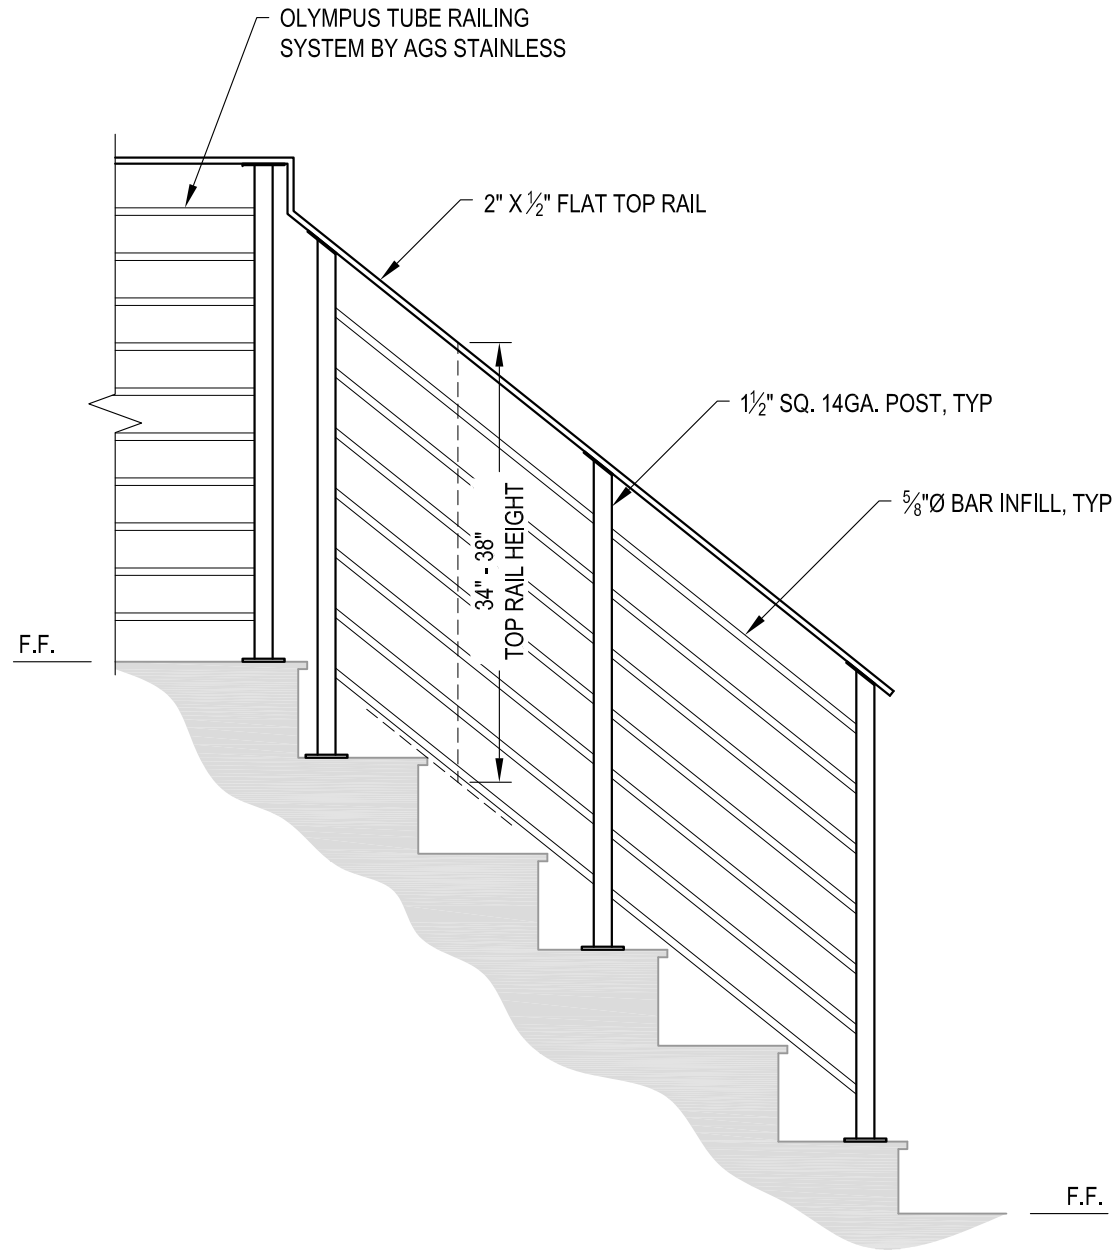 OLYMPUS TUBE RAILING
SYSTEM BY AGS STAINLESS
2" X ½" FLAT TOP RAIL
1½" SQ. 14GA. POST, TYP
⅝"Ø BAR INFILL, TYP
34" - 38"
TOP RAIL HEIGHT
F.F.
F.F.